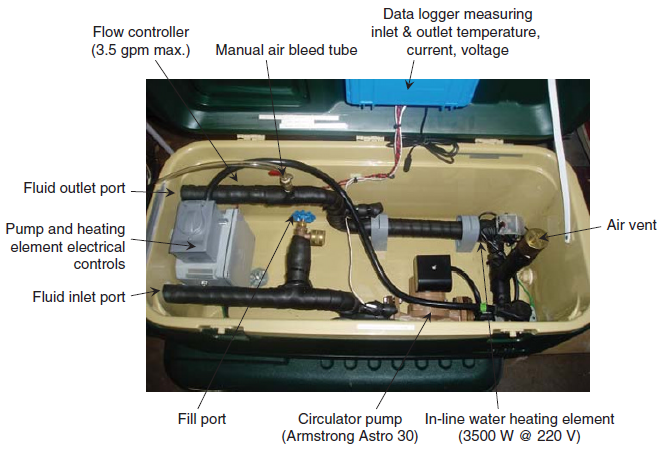 Data logger measuring
inlet & outlet temperature,
current, voltage
Flow controller
(3.5 gpm max.)
Manual air bleed tube
Fluid outlet port
Pump and heating
element electrical
controls
Fluid inlet port
Air vent
Fill port
Circulator pump
(Armstrong Astro 30)
In-line water heating element
(3500 W @ 220 V)